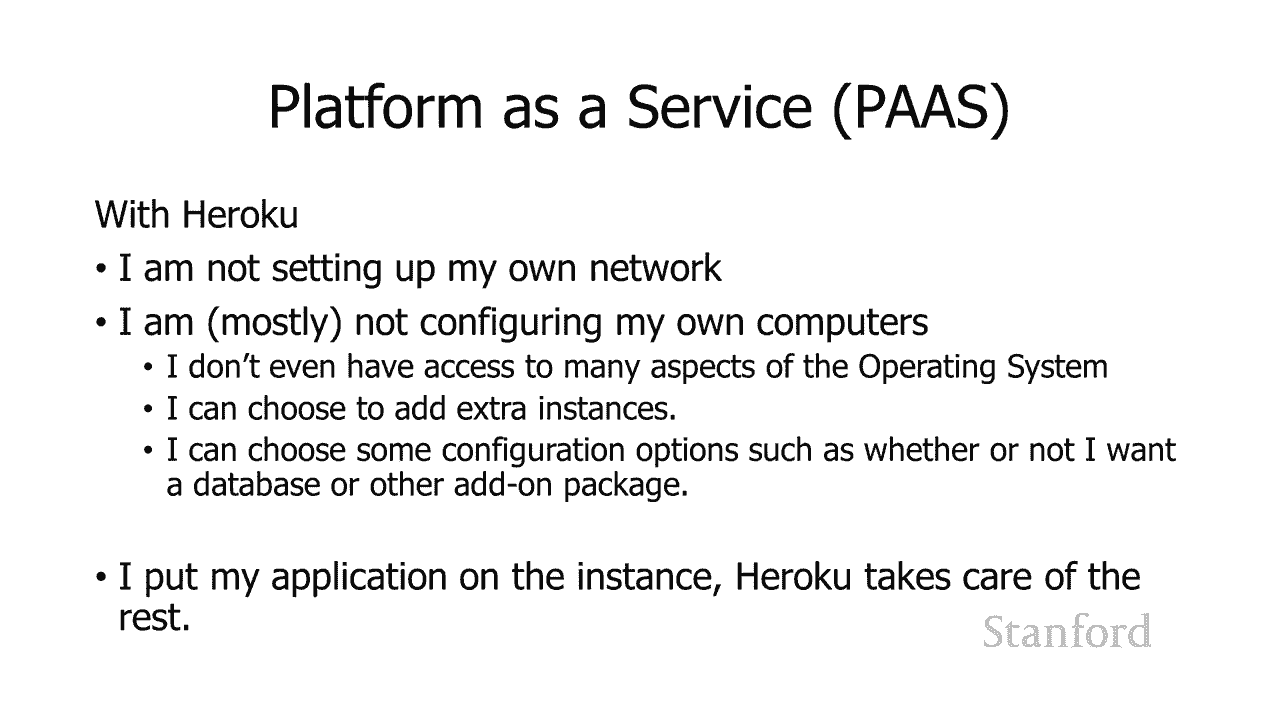 Platform as a Service (PAAS)
With Heroku
• I am not setting up my own network
• I am (mostly) not configuring my own computers
• I don’t even have access to many aspects of the Operating System
• I can choose to add extra instances.
• I can choose some configuration options such as whether or not I want
a database or other add-on package.
• I put my application on the instance, Heroku takes care of the
rest.
Stanford